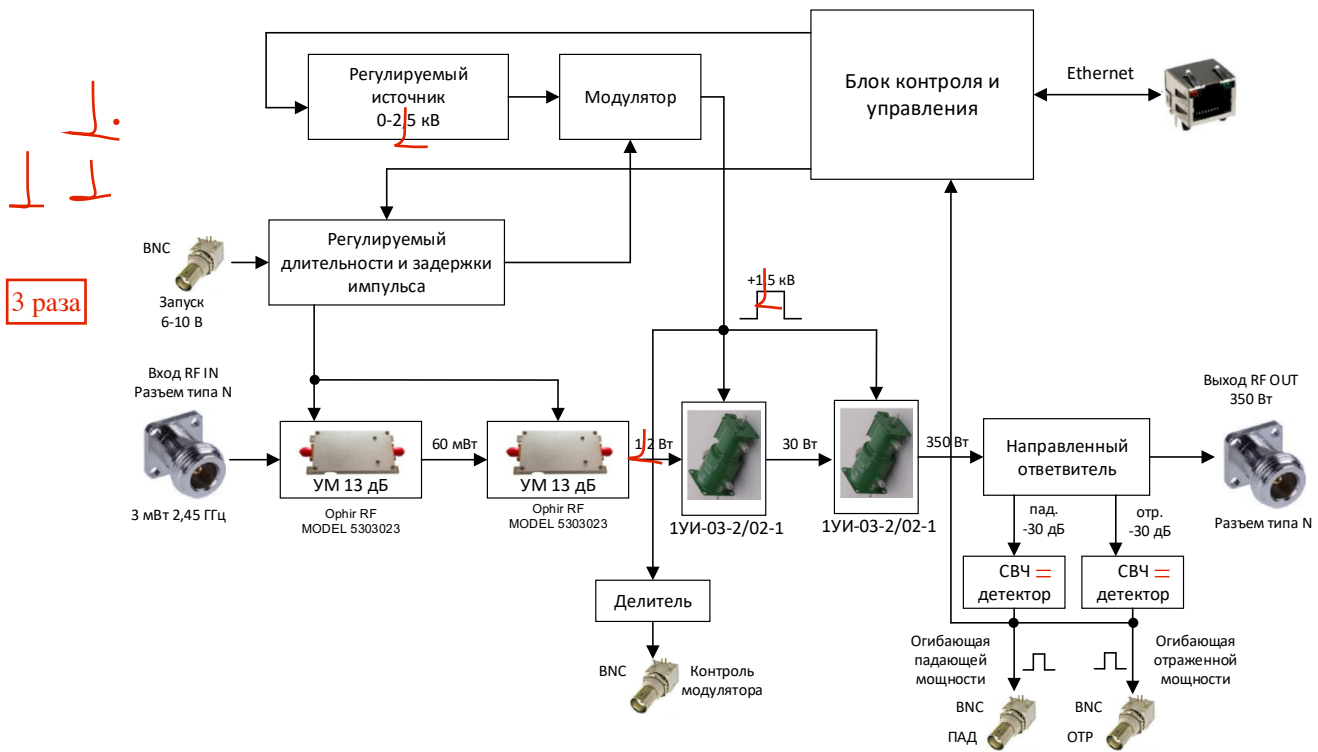 Регулируемый
источник
0-2,5 кВ
Модулятор
Блок контроля и
управления
Ethernet
BNC
Запуск
6-10 В
Регулируемый
длительности и задержки
импульса
3 раза
+1,5 кВ
Вход RF IN
Разъем типа N
3 мВт 2,45 ГГц
УМ 13 дБ
Ophir RF
MODEL 5303023
60 мВт
УМ 13 дБ
Ophir RF
MODEL 5303023
1,2 Вт
1УИ-03-2/02-1
30 Вт
1УИ-03-2/02-1
350 Вт
Направленный
ответвитель
Выход RF OUT
350 Вт
Разъем типа N
пад.
-30 дБ
отр.
-30 дБ
СВЧ
детектор
СВЧ
детектор
Делитель
BNC
Контроль
модулятора
Огибающая
падающей
мощности
Огибающая
отраженной
мощности
BNC
ПАД
BNC
ОТР